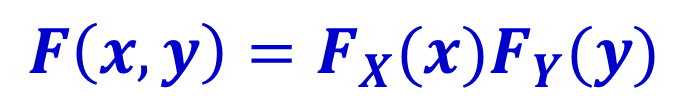 F(x, y) = F_X(x)F_Y(y)